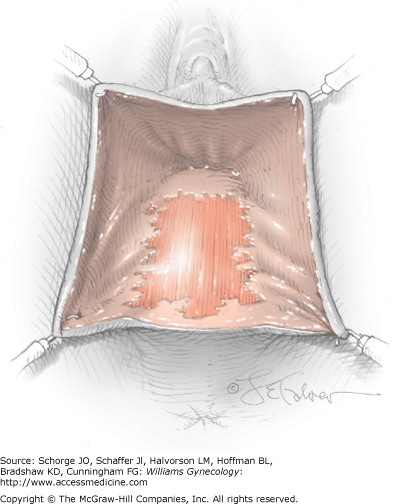 ©
Source: Schorge JO, Schaffer JI, Halvorson LM, Hoffman BL,
Bradshaw KD, Cunningham FG: Williams Gynecology:
http://www.accessmedicine.com
Copyright © The McGraw-Hill Companies, Inc. All rights reserved.